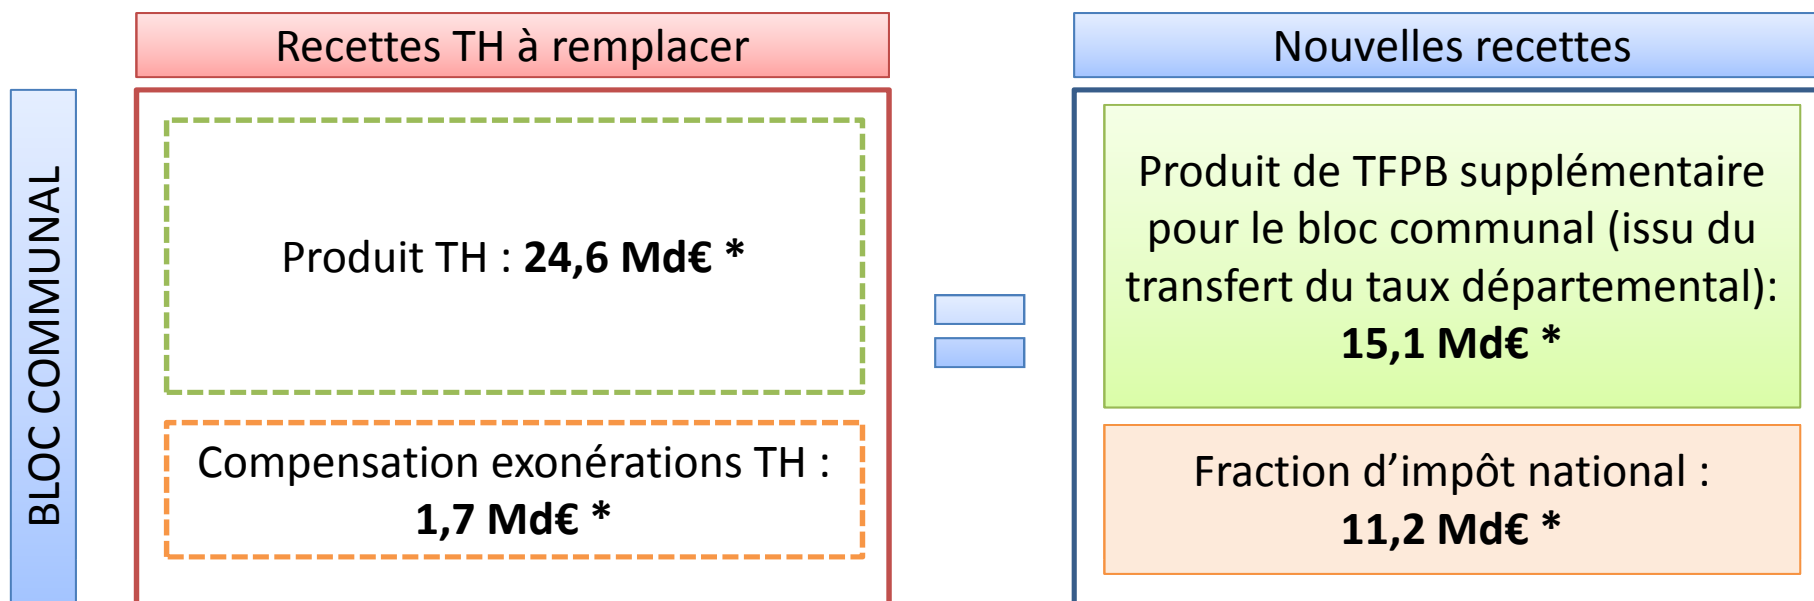 Recettes TH à remplacer
Nouvelles recettes
BLOC COMMUNAL
Produit TH : 24,6 Md€ *
Compensation exonérations TH :
1,7 Md€ *
Produit de TFPB supplémentaire
pour le bloc communal (issu du
transfert du taux départemental):
15,1 Md€ *
Fraction d’impôt national :
11,2 Md€ *